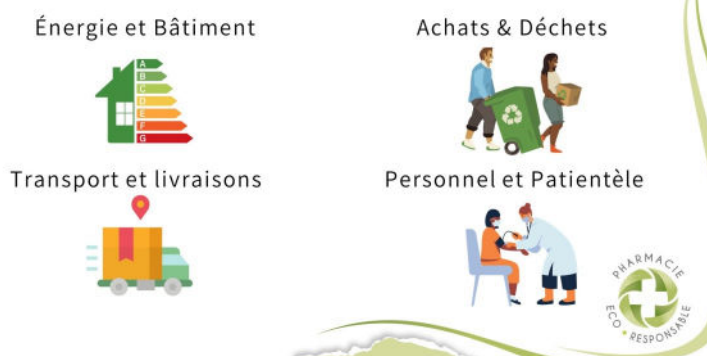 Énergie et Bâtiment
Achats & Déchets
A
B
C
D
E
F
G
Transport et livraisons
Personnel et Patientèle
PHARMACIE
ECO • RESPONSABLE